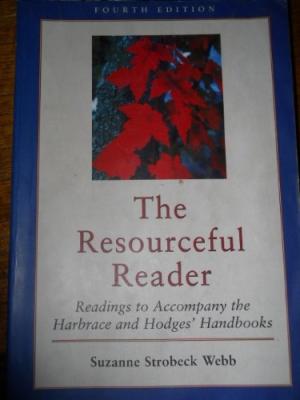 FOURTH EDITION
The
Resourceful
Reader
Readings to Accompany the
Harbrace and Hodges' Handbooks
Suzanne Strobeck Webb